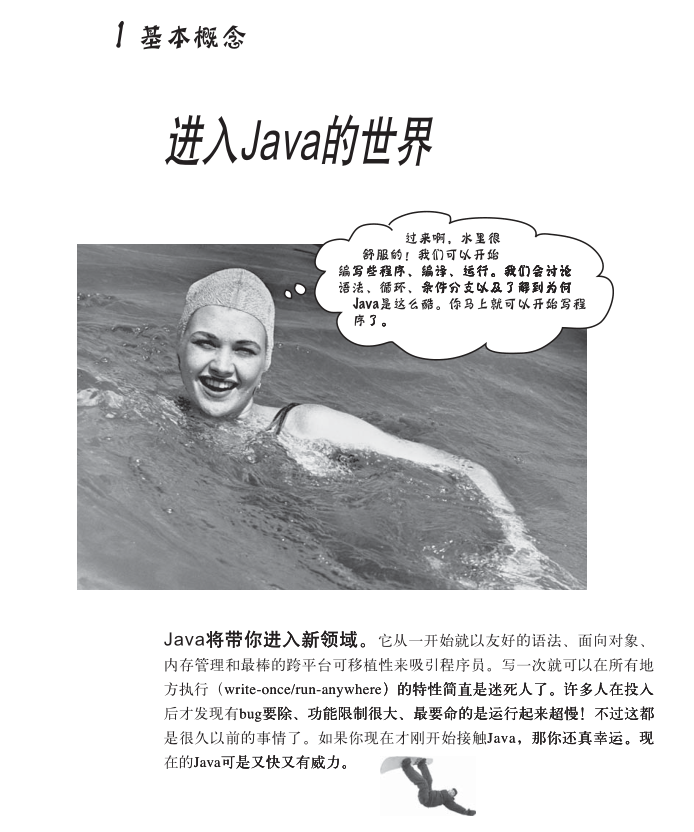 1 基本概念
进入Java的世界
过来啊，水里很
舒服的！我们可以开始
编写些程序、编译、运行。我们会讨论
语法、循环、条件分支以及了解到为何
Java是这么酷。你马上就可以开始写程
序了。
Java将带你进入新领域。它从一开始就以友好的语法、面向对象、
内存管理和最棒的跨平台可移植性来吸引程序员。写一次就可以在所有地
方执行（write-once/run-anywhere）的特性简直是迷死人了。许多人在投入
后才发现有bug要除、功能限制很大、最要命的是运行起来超慢！不过这都
是很久以前的事情了。如果你现在才刚开始接触Java，那你还真幸运。现
在的Java可是又快又有威力。